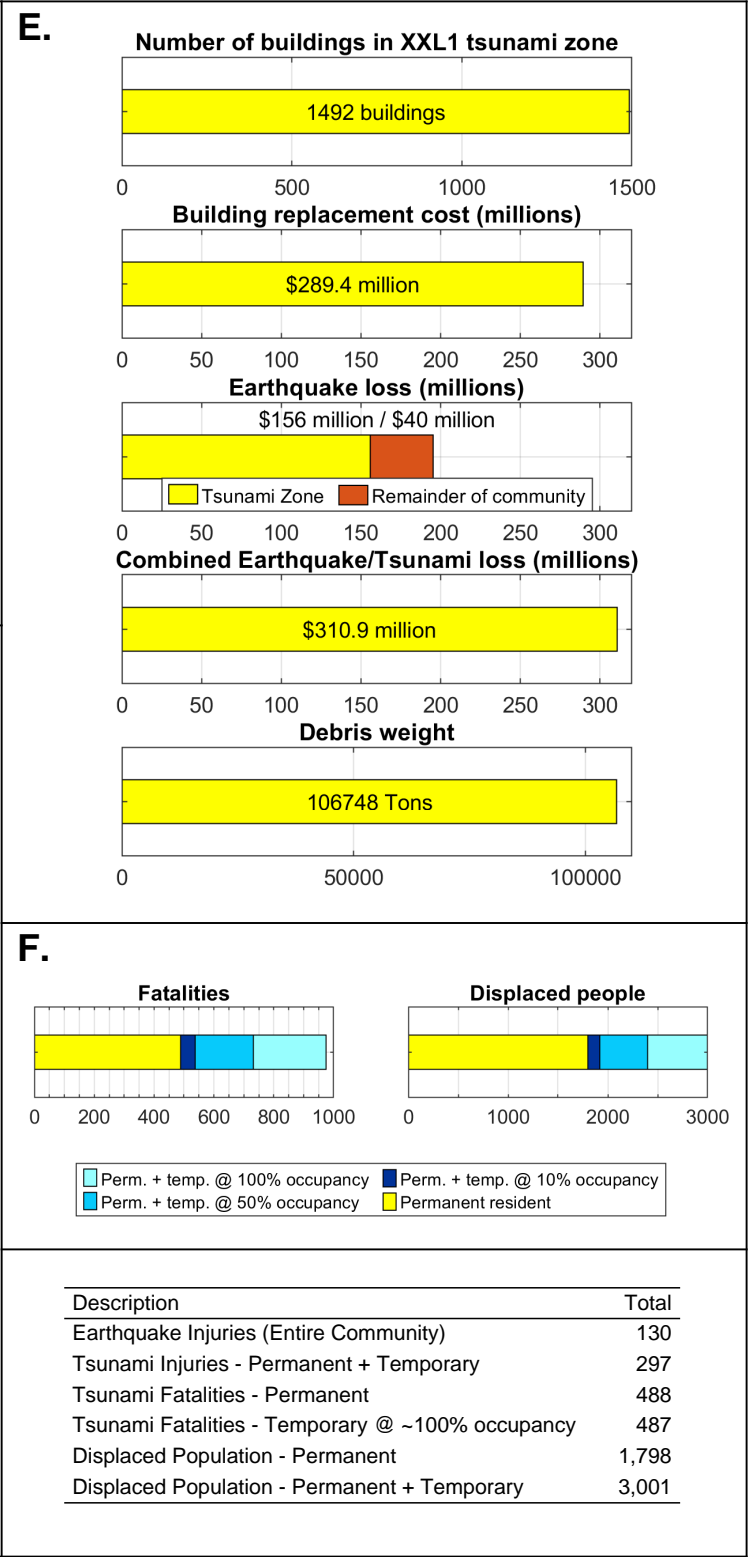 E.
Number of buildings in XXL1 tsunami zone
1492 buildings
0 500 1000 1500
Building replacement cost (millions)
$289.4 million
0 50 100 150 200 250 300
Earthquake loss (millions)
$156 million / $40 million
Tsunami Zone Remainder of community
0 50 100 150 200 250 300
Combined Earthquake/Tsunami loss (millions)
$310.9 million
0 50 100 150 200 250 300
Debris weight
106748 Tons
0 50000 100000
F.
Fatalities
0 200 400 600 800 1000
Displaced people
0 1000 2000 3000
Perm. + temp. @ 100% occupancy Perm. + temp. @ 10% occupancy
Perm. + temp. @ 50% occupancy Permanent resident
Description Total
Earthquake Injuries (Entire Community) 130
Tsunami Injuries - Permanent + Temporary 297
Tsunami Fatalities - Permanent 488
Tsunami Fatalities - Temporary @ ~100% occupancy 487
Displaced Population - Permanent 1,798
Displaced Population - Permanent + Temporary 3,001